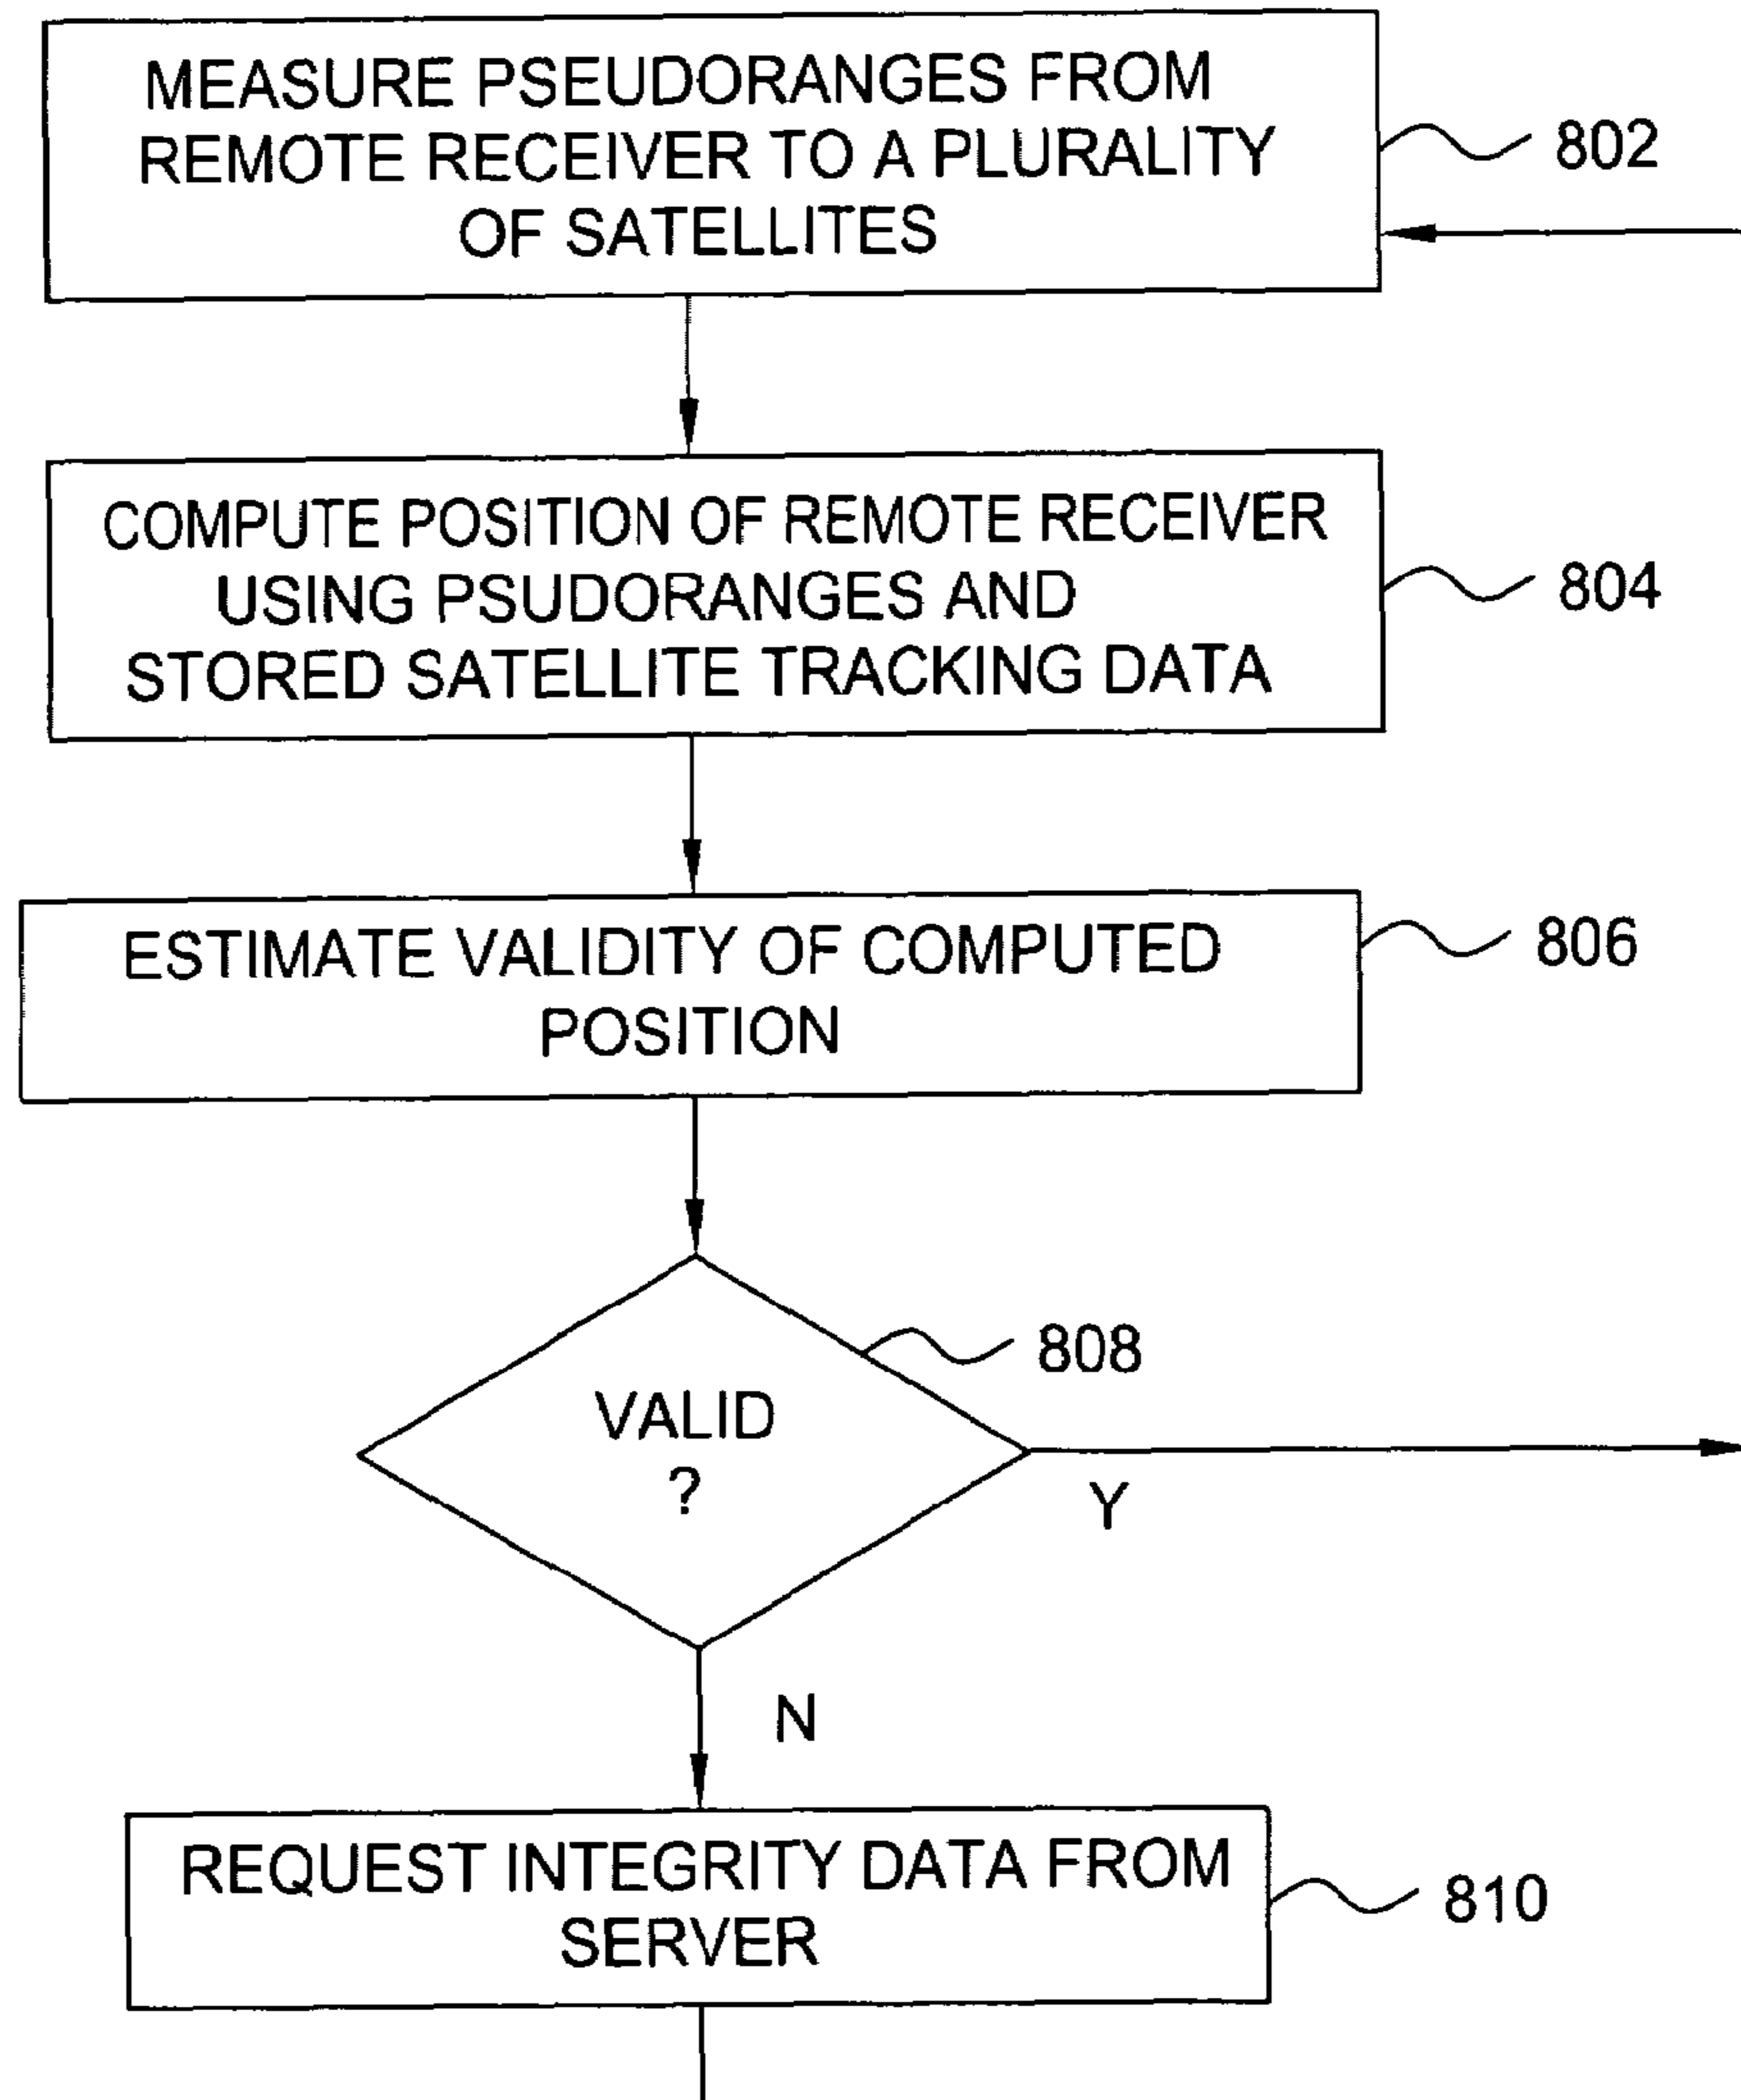 MEASURE PSEUDORANGES FROM
REMOTE RECEIVER TO A PLURALITY
OF SATELLITES
802
COMPUTE POSITION OF REMOTE RECEIVER
USING PSUDORANGES AND
STORED SATELLITE TRACKING DATA
804
ESTIMATE VALIDITY OF COMPUTED
POSITION
806
808
VALID
?
Y
N
REQUEST INTEGRITY DATA FROM
SERVER
810